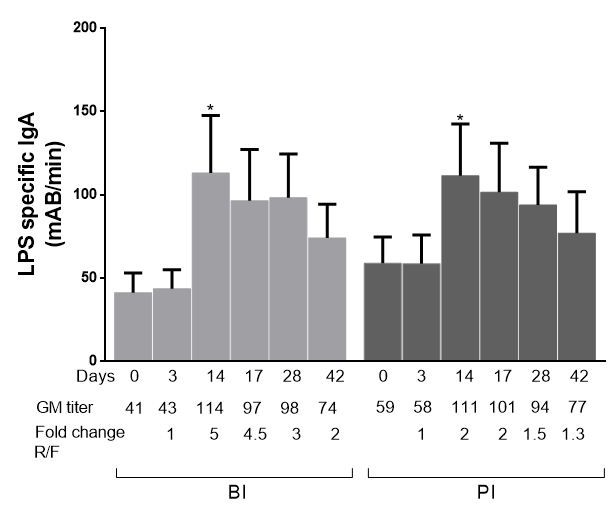 200
150
100
50
0
LPS specific IgA
(mAB/min)
* *
Days 0 3 14 17 28 42 0 3 14 17 28 42
GM titer 41 43 114 97 98 74 59 58 111 101 94 77
Fold change 1 5 4.5 3 2 1 2 2 1.5 1.3
R/F
BI PI